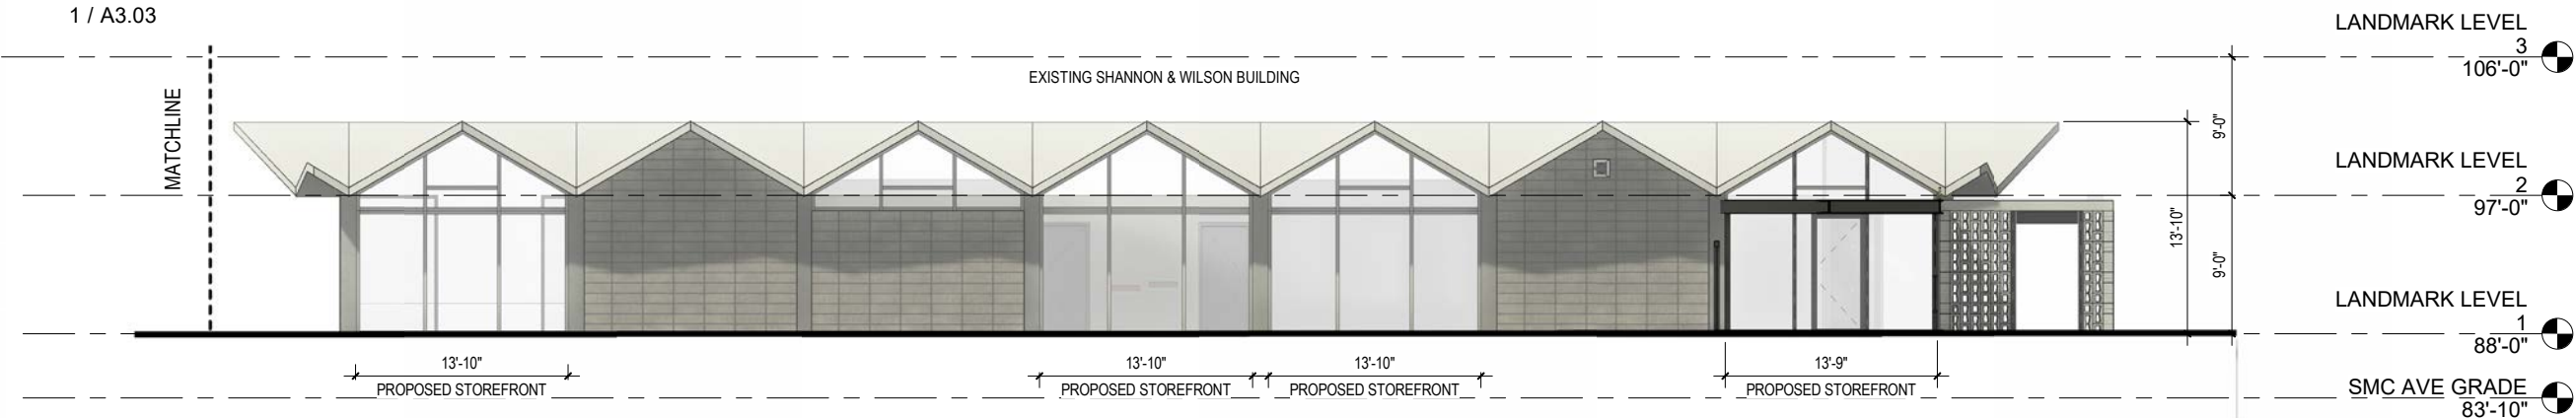 1 / A3.03
LANDMARK LEVEL
3
106'-0"
EXISTING SHANNON & WILSON BUILDING
MATCHLINE
9'-0"
LANDMARK LEVEL
2
97'-0"
13'-10"
9'-0"
LANDMARK LEVEL
1
88'-0"
13'-10"
PROPOSED STOREFRONT
13'-10"
PROPOSED STOREFRONT
13'-10"
PROPOSED STOREFRONT
13'-9"
PROPOSED STOREFRONT
SMC AVE GRADE
83'-10"